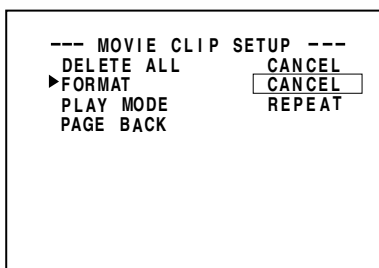 --- MOVIE CLIP SETUP ---
DELETE ALL CANCEL
▶FORMAT CANCEL
PLAY MODE REPEAT
PAGE BACK